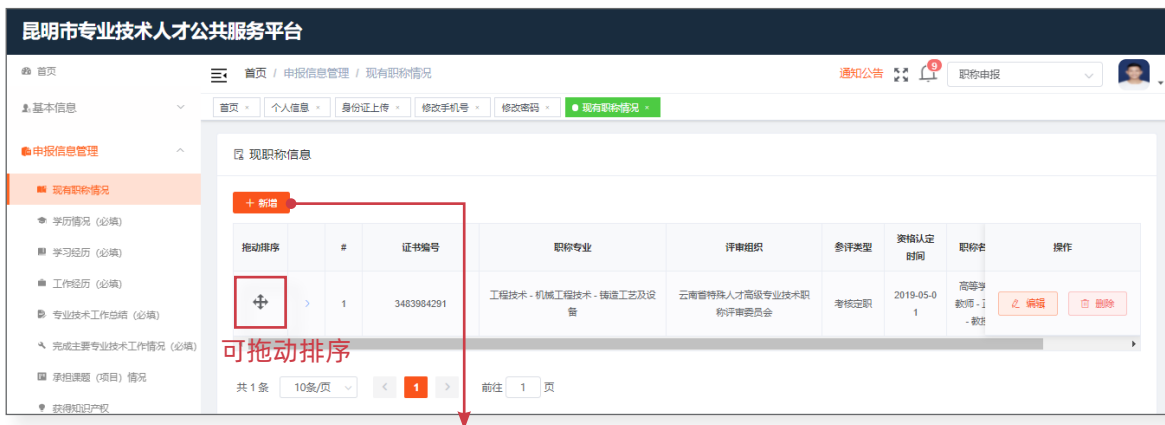 昆明市专业技术人才公共服务平台
首页
首页 / 申报信息管理 / 现有职称情况
通知公告
9
职称申报
基本信息
首页 × 个人信息 × 身份证上传 × 修改手机号 × 修改密码 × ● 现有职称情况 ×
申报信息管理
现职称信息
现有职称情况
+ 新增
学历情况 (必填)
学习经历 (必填)
工作经历 (必填)
专业技术工作总结 (必填)
完成主要专业技术工作情况 (必填)
承担课题 (项目) 情况
获得知识产权
拖动排序 # 证书编号 职称专业 评审组织 参评类型 资格认定时间 职称 操作
1 3483984291 工程技术 - 机械工程技术 - 铸造工艺及设备 云南省特殊人才高级专业技术职称评审委员会 考核定职 2019-05-01 高等学 教师 - - 教 编辑 删除
可拖动排序
共 1 条 10条/页 < 1 > 前往 1 页